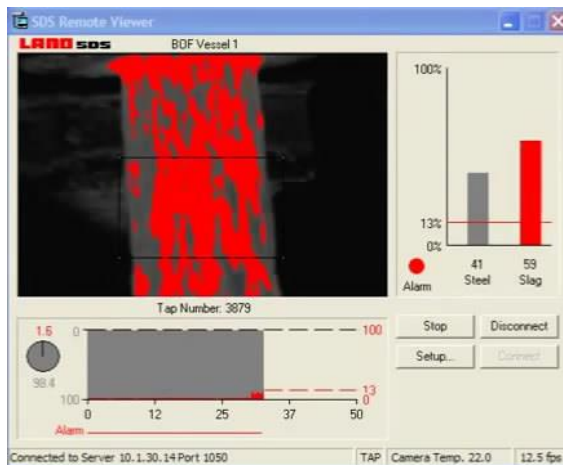 SDS Remote Viewer
LAND SDS BOF Vessel 1
100%
13%
0%
41 59
Alarm Steel Slag
Tap Number: 3879
1.6 0 100
98.4
100 13
0
0 12 25 37 50
Alarm
Stop Disconnect
Setup... Connect
Connected to Server 10.1.30.14 Port 1050 TAP Camera Temp. 22.0 12.5 fps